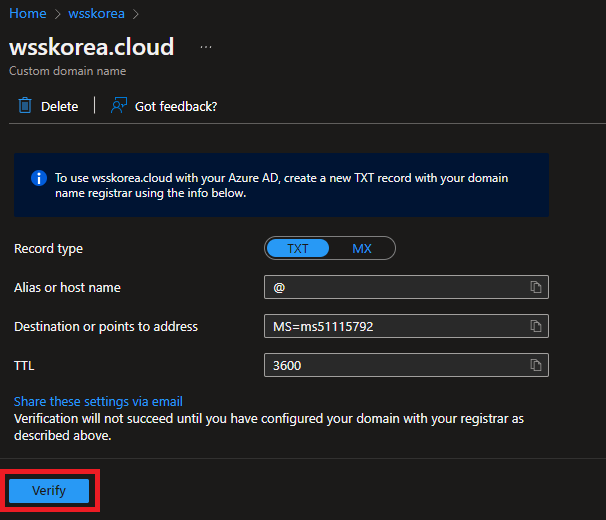 Home > wsskorea >
wsskorea.cloud ...
Custom domain name
Delete | Got feedback?
To use wsskorea.cloud with your Azure AD, create a new TXT record with your domain
name registrar using the info below.
Record type TXT MX
Alias or host name @
Destination or points to address MS=ms51115792
TTL 3600
Share these settings via email
Verification will not succeed until you have configured your domain with your registrar as
described above.
Verify